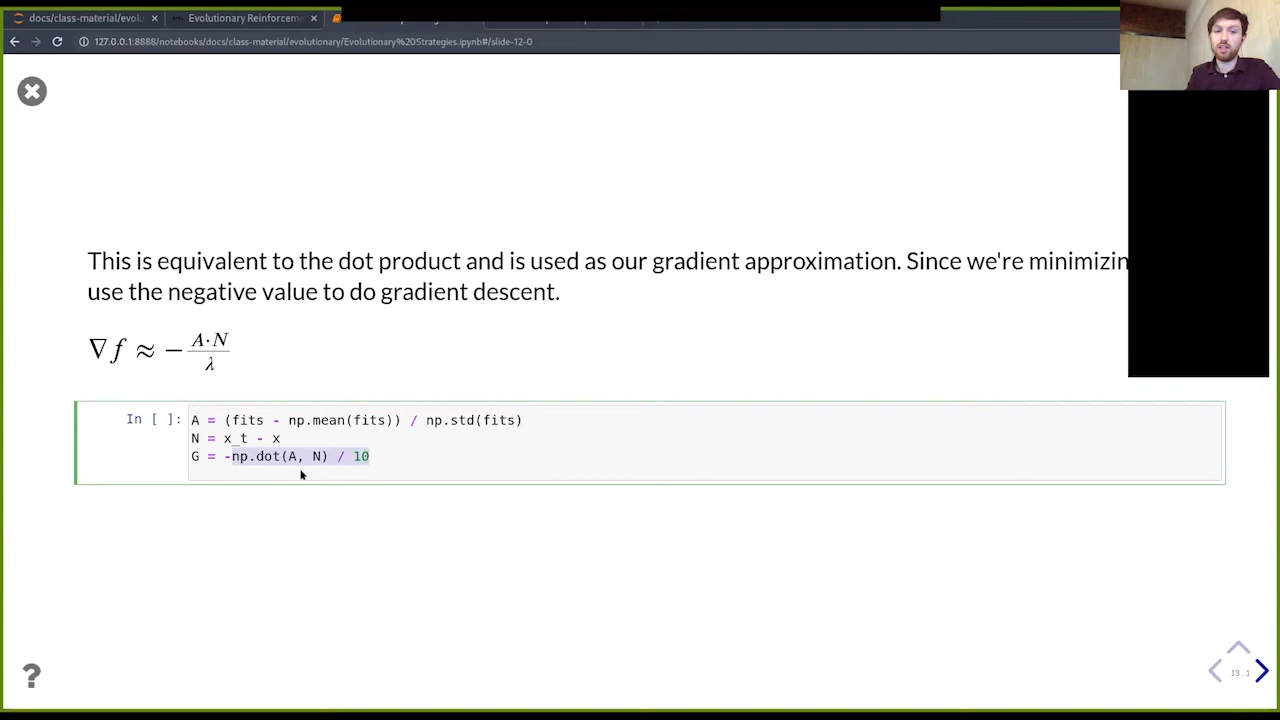 docs/class-material/evolu
Evolutionary Reinforcem
127.0.0.1:8888/notebooks/docs/class-material/evolutionary/Evolutionary%20Strategies.ipynb#/slide-12-0
This is equivalent to the dot product and is used as our gradient approximation. Since we're minimizin
use the negative value to do gradient descent.
∇f ≈ − A·N / λ
In [ ]: A = (fits - np.mean(fits)) / np.std(fits)
N = x_t - x
G = -np.dot(A, N) / 10
?
13.1